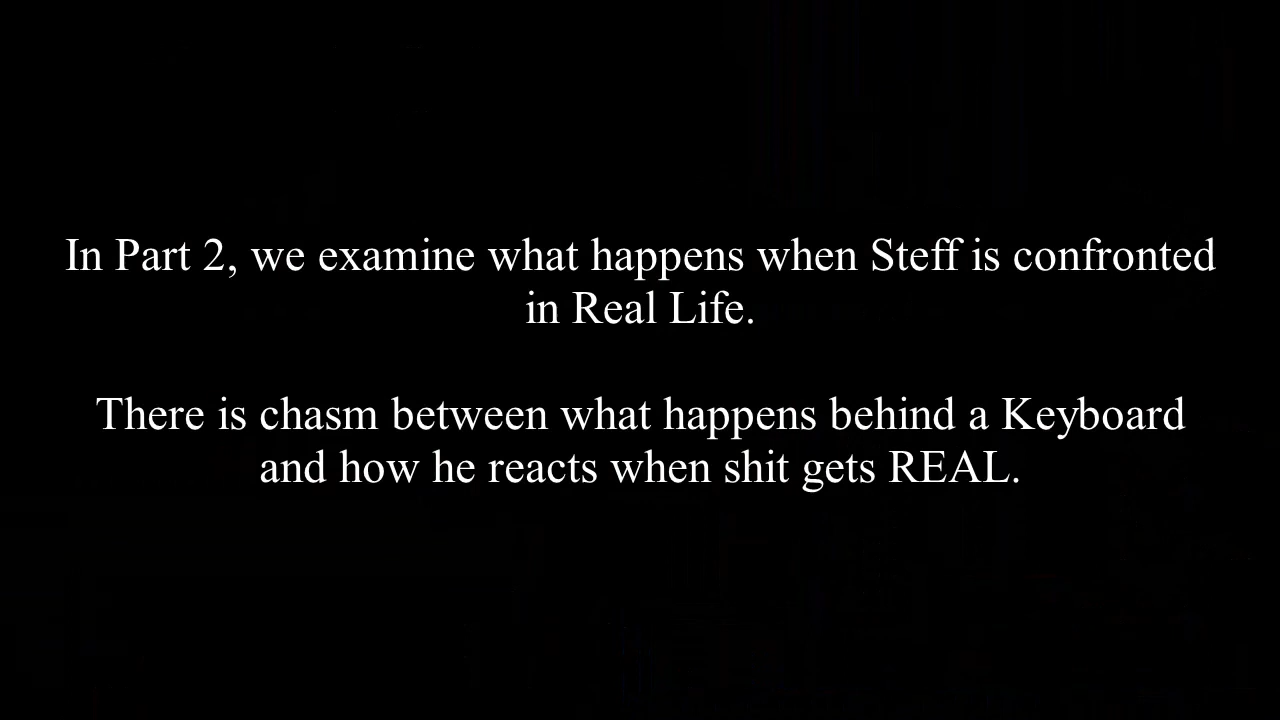 In Part 2, we examine what happens when Steff is confronted
in Real Life.
There is chasm between what happens behind a Keyboard
and how he reacts when shit gets REAL.